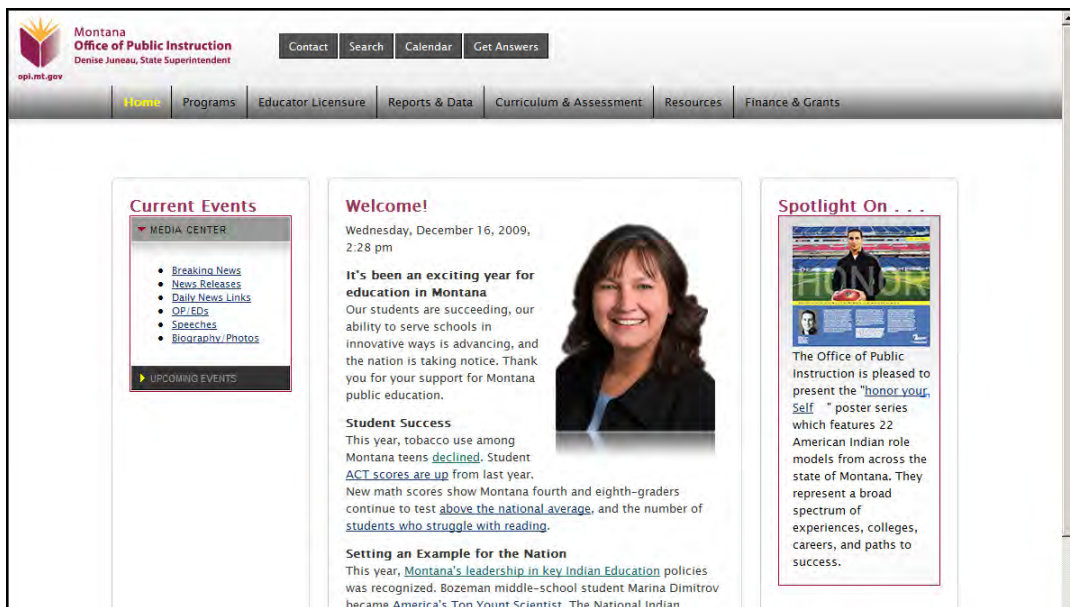 Montana
Office of Public Instruction
Denise Juneau, State Superintendent
opi.mt.gov
Contact Search Calendar Get Answers
Home Programs Educator Licensure Reports & Data Curriculum & Assessment Resources Finance & Grants
Current Events
MEDIA CENTER
Breaking News
News Releases
Daily News Links
OP/EDs
Speeches
Biography/Photos
UPCOMING EVENTS
Welcome!
Wednesday, December 16, 2009,
2:28 pm
It's been an exciting year for
education in Montana
Our students are succeeding, our
ability to serve schools in
innovative ways is advancing, and
the nation is taking notice. Thank
you for your support for Montana
public education.
Student Success
This year, tobacco use among
Montana teens declined. Student
ACT scores are up from last year.
New math scores show Montana fourth and eighth-graders
continue to test above the national average, and the number of
students who struggle with reading.
Setting an Example for the Nation
This year, Montana's leadership in key Indian Education policies
was recognized. Bozeman middle-school student Marina Dimitrov
became America's Top Yount Scientist. The National Indian
Spotlight On . . .
HONOR
The Office of Public
Instruction is pleased to
present the "honor your
Self " poster series
which features 22
American Indian role
models from across the
state of Montana. They
represent a broad
spectrum of
experiences, colleges,
careers, and paths to
success.